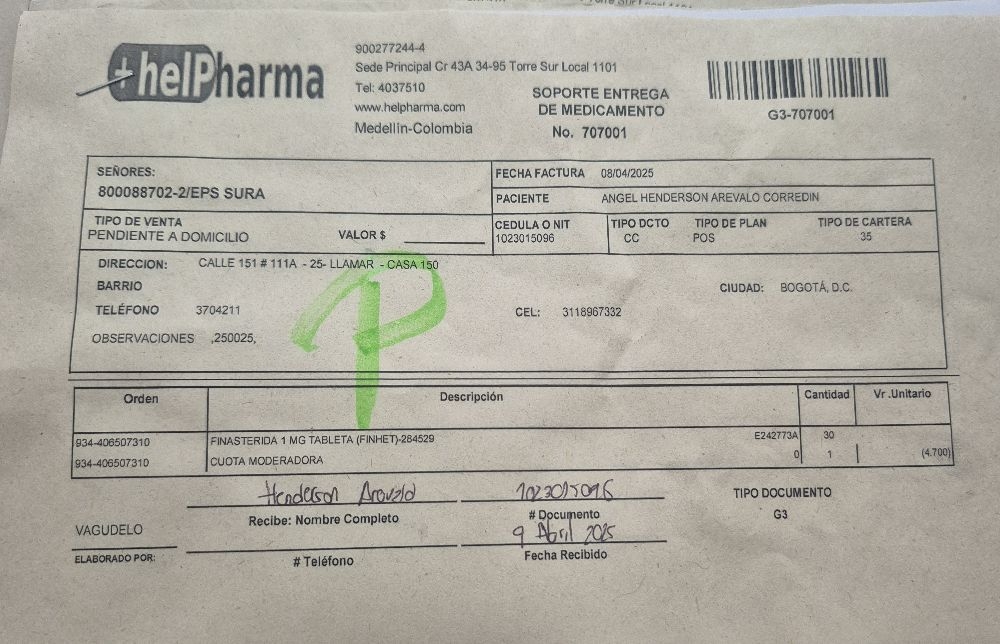 +helPharma
900277244-4
Sede Principal Cr 43A 34-95 Torre Sur Local 1101
Tel: 4037510
www.helpharma.com
Medellin-Colombia
SOPORTE ENTREGA
DE MEDICAMENTO
No. 707001
G3-707001
SEÑORES:
800088702-2/EPS SURA
FECHA FACTURA 08/04/2025
PACIENTE ANGEL HENDERSON AREVALO CORREDIN
TIPO DE VENTA
PENDIENTE A DOMICILIO VALOR $
CEDULA O NIT TIPO DCTO TIPO DE PLAN TIPO DE CARTERA
1023015096 CC POS 35
DIRECCION: CALLE 151 # 111A - 25- LLAMAR - CASA 150
BARRIO
CIUDAD: BOGOTÁ, D.C.
TELÉFONO 3704211 CEL: 3118967332
OBSERVACIONES ,250025,
P
Orden Descripción Cantidad Vr .Unitario
934-406507310 FINASTERIDA 1 MG TABLETA (FINHET)-284529 E242773A 30
934-406507310 CUOTA MODERADORA 0 1 (4.700)
Henderson Arevalo 1023015096
Recibe: Nombre Completo # Documento
TIPO DOCUMENTO
G3
VAGUDELO 9 Abril 2025
ELABORADO POR: # Teléfono Fecha Recibido